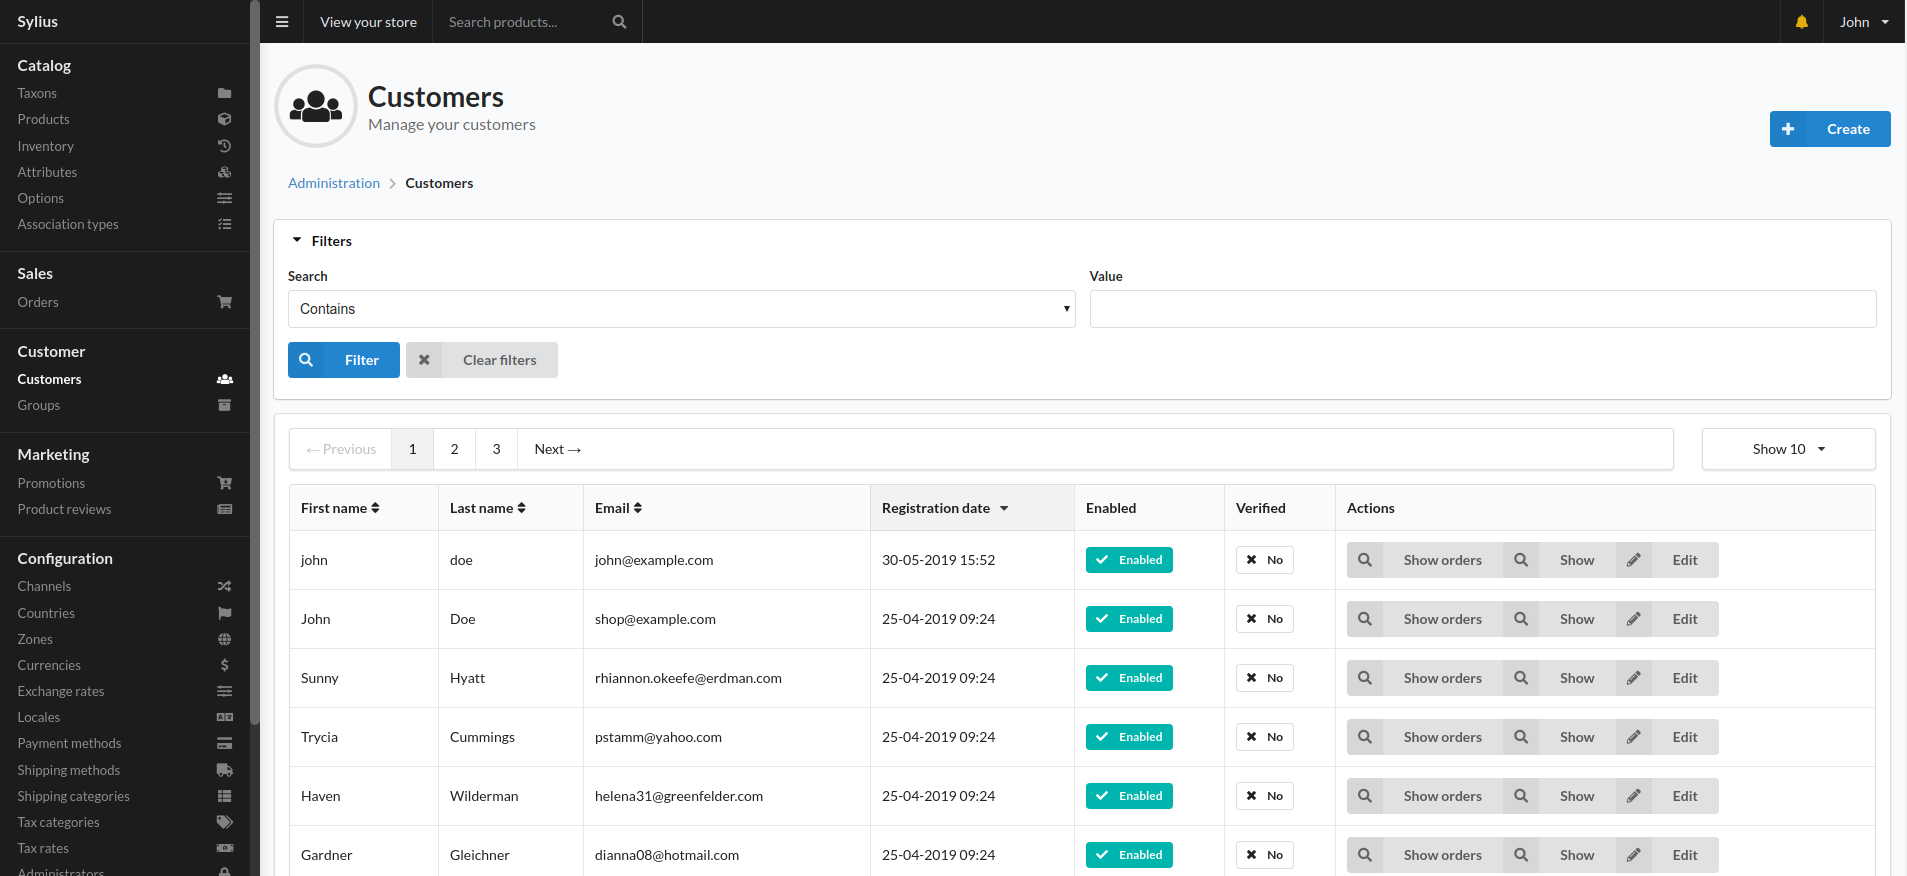 Sylius
View your store
Search products...
John
Catalog
Taxons
Products
Inventory
Attributes
Options
Association types
Sales
Orders
Customer
Customers
Groups
Marketing
Promotions
Product reviews
Configuration
Channels
Countries
Zones
Currencies
Exchange rates
Locales
Payment methods
Shipping methods
Shipping categories
Tax categories
Tax rates
Administrators
Customers
Manage your customers
Create
Administration > Customers
Filters
Search Value
Contains
Filter Clear filters
← Previous 1 2 3 Next → Show 10
First name Last name Email Registration date Enabled Verified Actions
john doe john@example.com 30-05-2019 15:52 Enabled No Show orders Show Edit
John Doe shop@example.com 25-04-2019 09:24 Enabled No Show orders Show Edit
Sunny Hyatt rhiannon.okeefe@erdman.com 25-04-2019 09:24 Enabled No Show orders Show Edit
Trycia Cummings pstamm@yahoo.com 25-04-2019 09:24 Enabled No Show orders Show Edit
Haven Wilderman helena31@greenfelder.com 25-04-2019 09:24 Enabled No Show orders Show Edit
Gardner Gleichner dianna08@hotmail.com 25-04-2019 09:24 Enabled No Show orders Show Edit